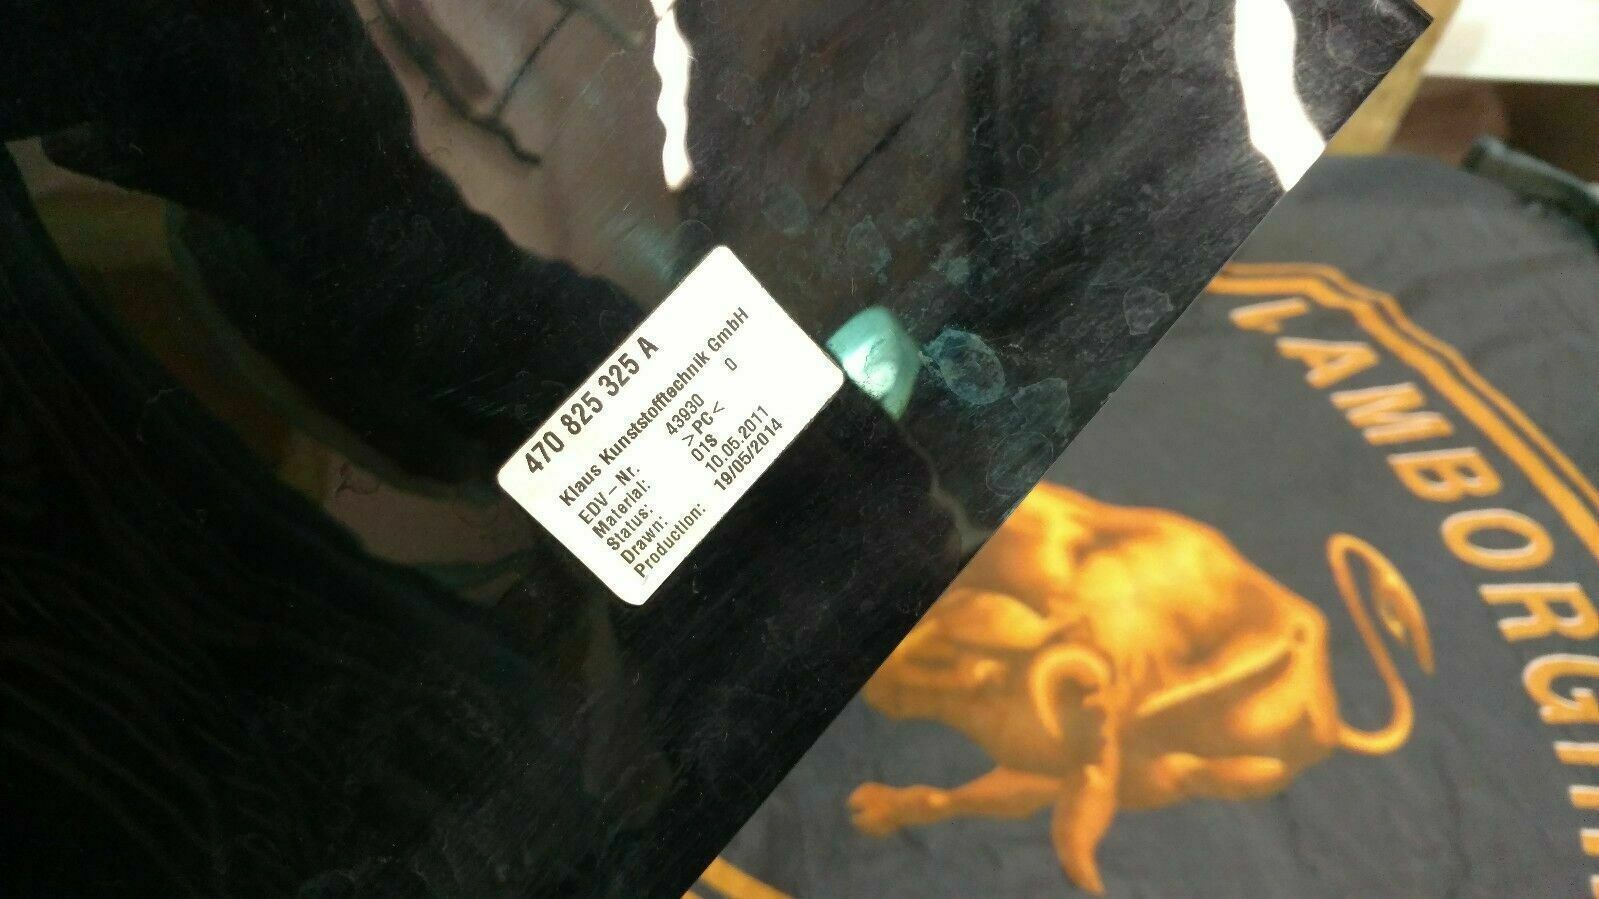 470 825 325 A
Klaus Kunststofftechnik GmbH
EDV-Nr. 43930 0
Material: >PC<
Status: 01S
Drawn: 10.05.2011
Production: 19/05/2014
LAMBORGHINI